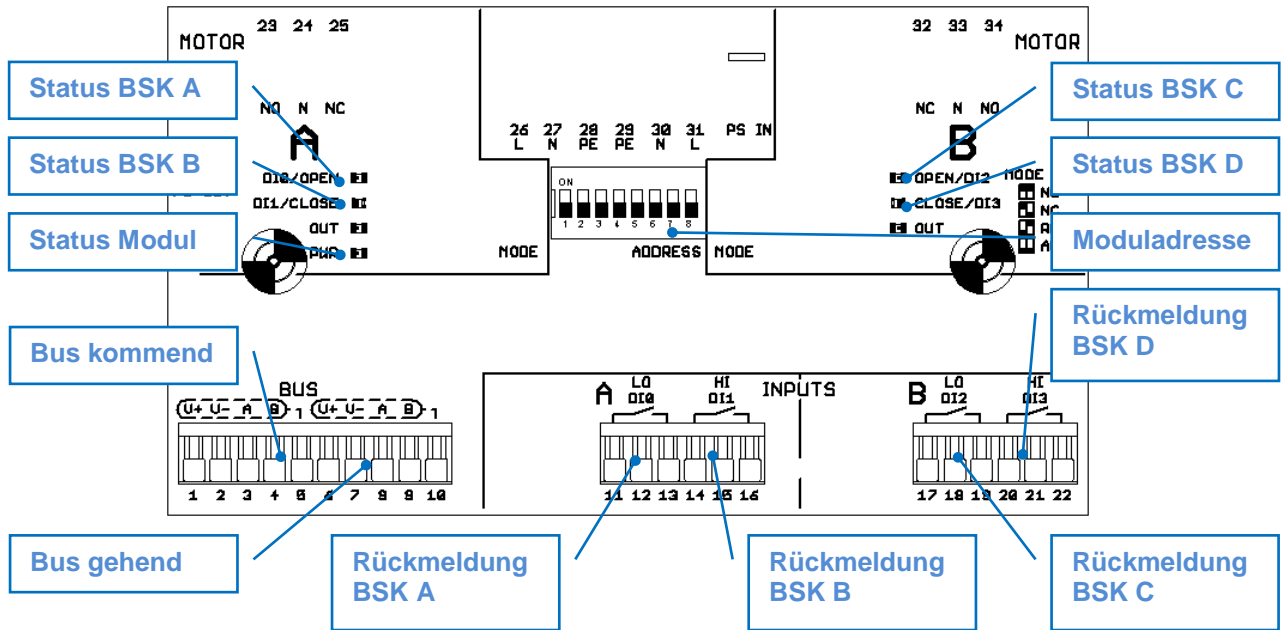 23 24 25
32 33 34
MOTOR
MOTOR
Status BSK A
Status BSK C
NO N NC
NC N NO
26 27 28 29 30 31 PS IN
L N PE PE N L
A
B
Status BSK B
Status BSK D
DI0/OPEN
OPEN/DI2
MODE
ON
DI1/CLOSE
CLOSE/DI3
OUT
OUT
1 2 3 4 5 6 7 8
Status Modul
Moduladresse
PWR
MODE
ADDRESS
MODE
Bus kommend
Rückmeldung
BSK D
BUS
A
LO
DI0
HI
DI1
INPUTS
B
LO
DI2
HI
DI3
V+ V- A B
V+ V- A B
1 2 3 4 5 6 7 8 9 10
11 12 13 14 15 16
17 18 19 20 21 22
Bus gehend
Rückmeldung
BSK A
Rückmeldung
BSK B
Rückmeldung
BSK C